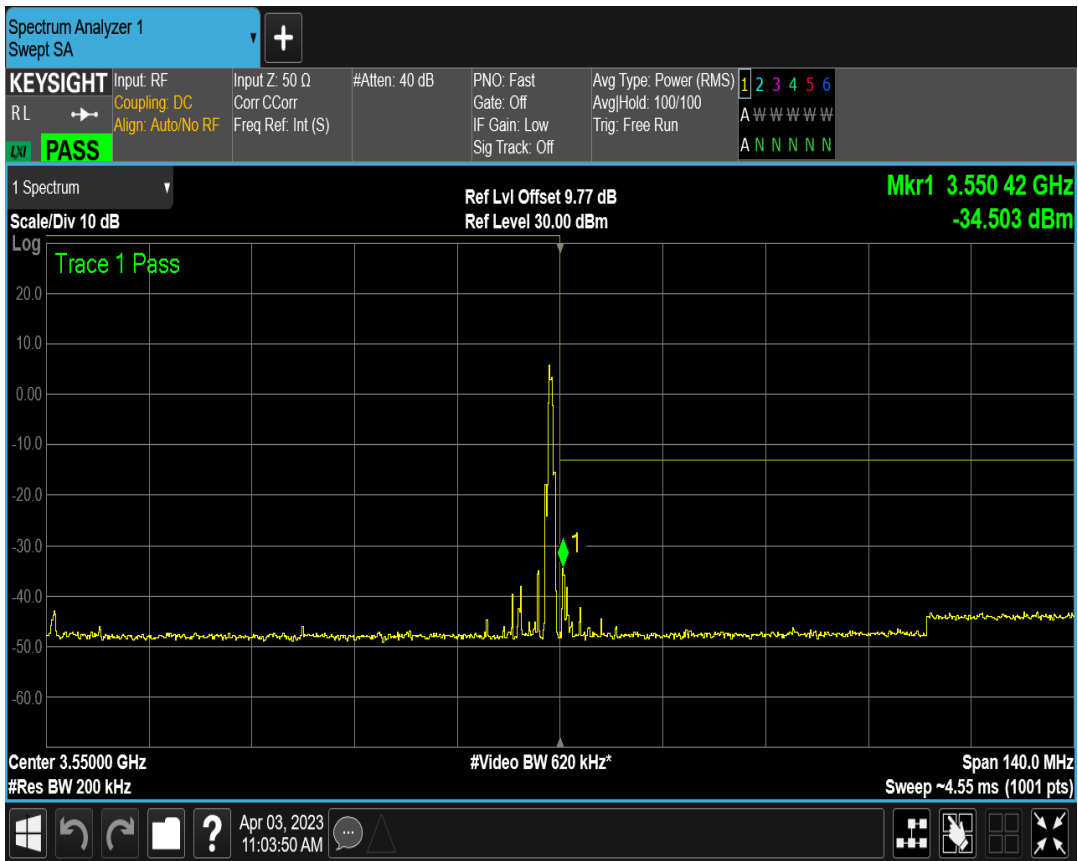 Spectrum Analyzer 1
Swept SA
+
KEYSIGHT
RL
LXI PASS
Input: RF
Coupling: DC
Align: Auto/No RF
Input Z: 50 Ω
Corr CCorr
Freq Ref: Int (S)
#Atten: 40 dB
PNO: Fast
Gate: Off
IF Gain: Low
Sig Track: Off
Avg Type: Power (RMS)
Avg|Hold: 100/100
Trig: Free Run
1 2 3 4 5 6
A W W W W W
A N N N N N
1 Spectrum
Scale/Div 10 dB
Ref Lvl Offset 9.77 dB
Ref Level 30.00 dBm
Mkr1 3.550 42 GHz
-34.503 dBm
Log
Trace 1 Pass
20.0
10.0
0.00
-10.0
-20.0
-30.0
-40.0
-50.0
-60.0
1
Center 3.55000 GHz
#Res BW 200 kHz
#Video BW 620 kHz*
Span 140.0 MHz
Sweep ~4.55 ms (1001 pts)
?
Apr 03, 2023
11:03:50 AM